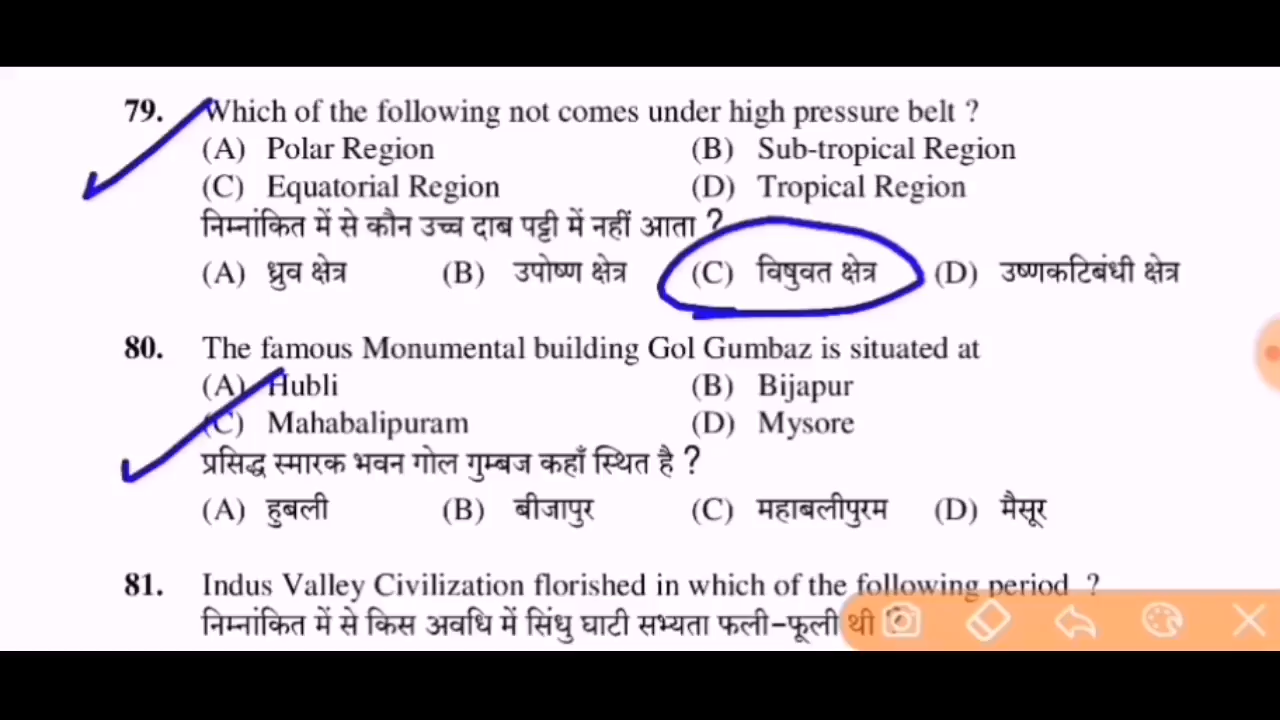 79. Which of the following not comes under high pressure belt ?
(A) Polar Region (B) Sub-tropical Region
(C) Equatorial Region (D) Tropical Region
निम्नांकित में से कौन उच्च दाब पट्टी में नहीं आता ?
(A) ध्रुव क्षेत्र (B) उपोष्ण क्षेत्र (C) विषुवत क्षेत्र (D) उष्णकटिबंधी क्षेत्र
80. The famous Monumental building Gol Gumbaz is situated at
(A) Hubli (B) Bijapur
(C) Mahabalipuram (D) Mysore
प्रसिद्ध स्मारक भवन गोल गुम्बज कहाँ स्थित है ?
(A) हुबली (B) बीजापुर (C) महाबलीपुरम (D) मैसूर
81. Indus Valley Civilization florished in which of the following period ?
निम्नांकित में से किस अवधि में सिंधु घाटी सभ्यता फली-फूली थी ?